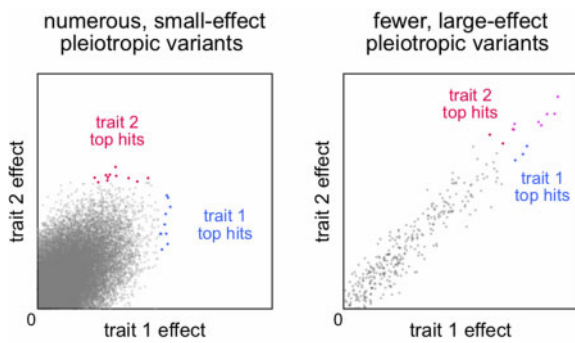 numerous, small-effect
pleiotropic variants
trait 2
top hits
trait 1
top hits
trait 2 effect
0
trait 1 effect
fewer, large-effect
pleiotropic variants
trait 2
top hits
trait 1
top hits
trait 2 effect
0
trait 1 effect